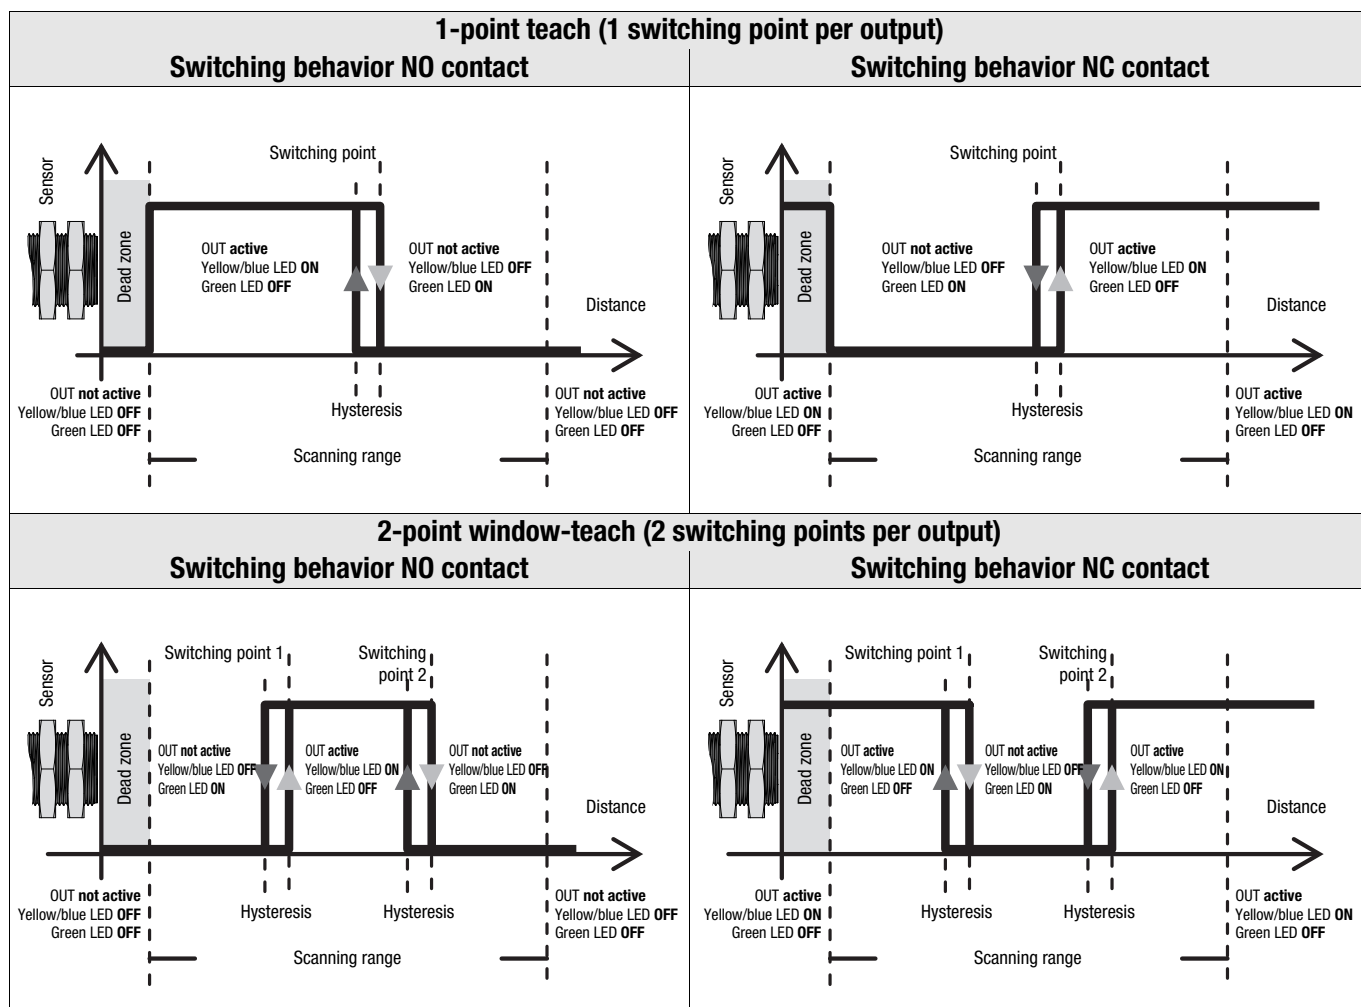 1-point teach (1 switching point per output)
Switching behavior NO contact
Switching behavior NC contact
Sensor
Switching point
Dead zone
OUT active
Yellow/blue LED ON
Green LED OFF
OUT not active
Yellow/blue LED OFF
Green LED ON
Distance
OUT not active
Yellow/blue LED OFF
Green LED OFF
Hysteresis
OUT not active
Yellow/blue LED OFF
Green LED OFF
Scanning range
Sensor
Switching point
Dead zone
OUT not active
Yellow/blue LED OFF
Green LED ON
OUT active
Yellow/blue LED ON
Green LED OFF
Distance
OUT active
Yellow/blue LED ON
Green LED OFF
Hysteresis
OUT active
Yellow/blue LED ON
Green LED OFF
Scanning range
2-point window-teach (2 switching points per output)
Switching behavior NO contact
Switching behavior NC contact
Sensor
Switching point 1
Switching
point 2
Dead zone
OUT not active
Yellow/blue LED OFF
Green LED ON
OUT active
Yellow/blue LED ON
Green LED OFF
OUT not active
Yellow/blue LED OFF
Green LED ON
Distance
OUT not active
Yellow/blue LED OFF
Green LED OFF
Hysteresis
Hysteresis
OUT not active
Yellow/blue LED OFF
Green LED OFF
Scanning range
Sensor
Switching point 1
Switching
point 2
Dead zone
OUT active
Yellow/blue LED ON
Green LED OFF
OUT not active
Yellow/blue LED OFF
Green LED ON
OUT active
Yellow/blue LED ON
Green LED OFF
Distance
OUT active
Yellow/blue LED ON
Green LED OFF
Hysteresis
Hysteresis
OUT active
Yellow/blue LED ON
Green LED OFF
Scanning range